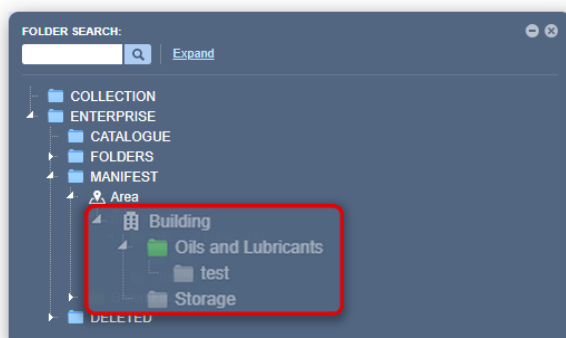 FOLDER SEARCH:
Expand
COLLECTION
ENTERPRISE
CATALOGUE
FOLDERS
MANIFEST
Area
Building
Oils and Lubricants
test
Storage
DELETED